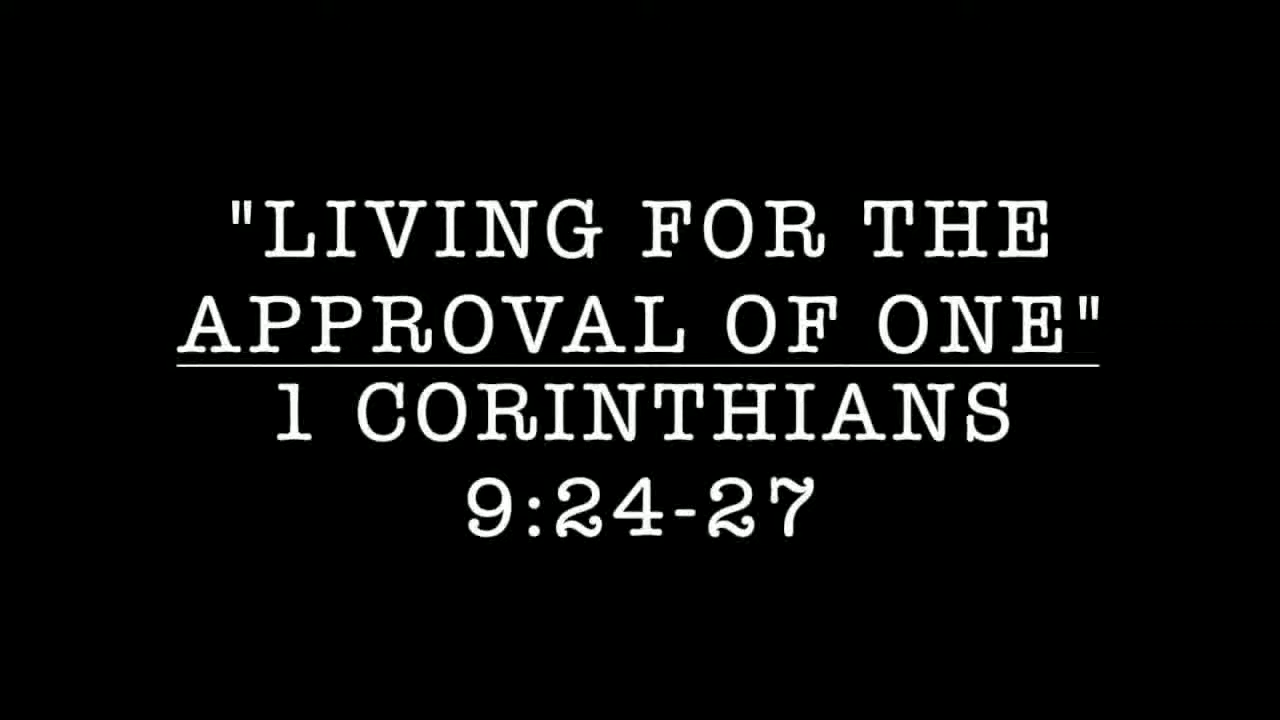 "LIVING FOR THE
APPROVAL OF ONE"
1 CORINTHIANS
9:24-27